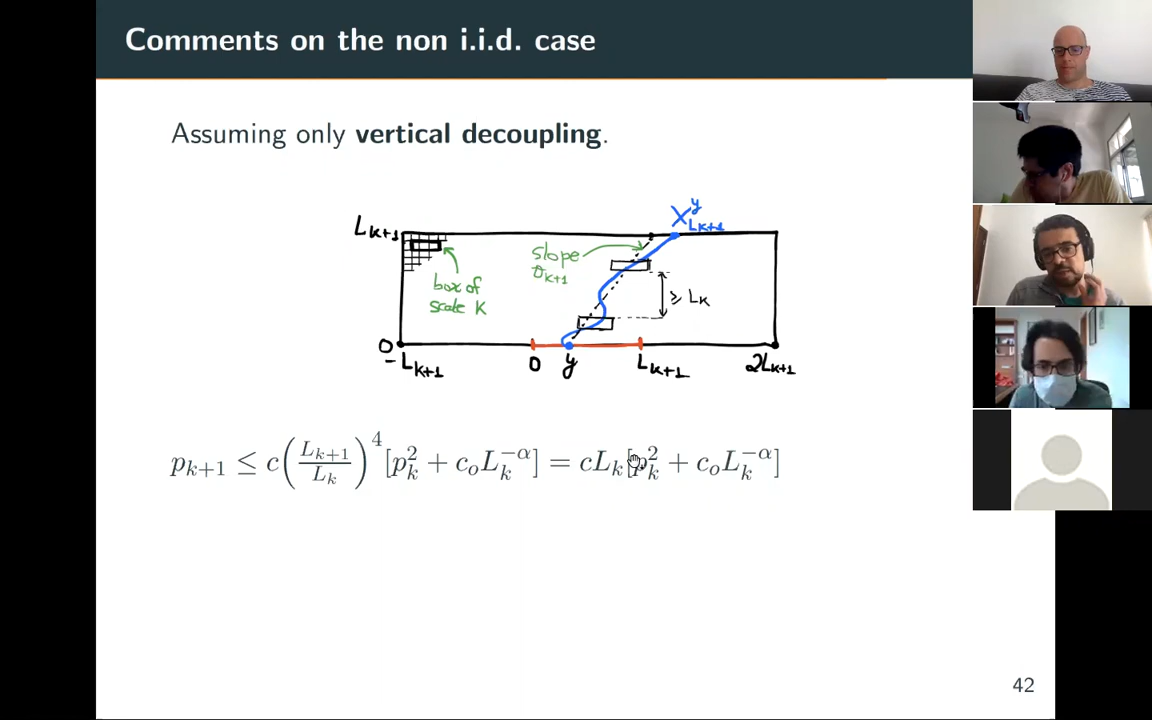 Comments on the non i.i.d. case
Assuming only vertical decoupling.
X^y_{L_{k+1}}
L_{k+1}
slope
v_{k+1}
box of
scale K
≥ L_k
0
-L_{k+1}
0
y
L_{k+1}
2L_{k+1}
p_{k+1} ≤ c(L_{k+1}/L_k)^4 [p_k^2 + c_o L_k^{-α}] = cL_k[p_k^2 + c_o L_k^{-α}]
42